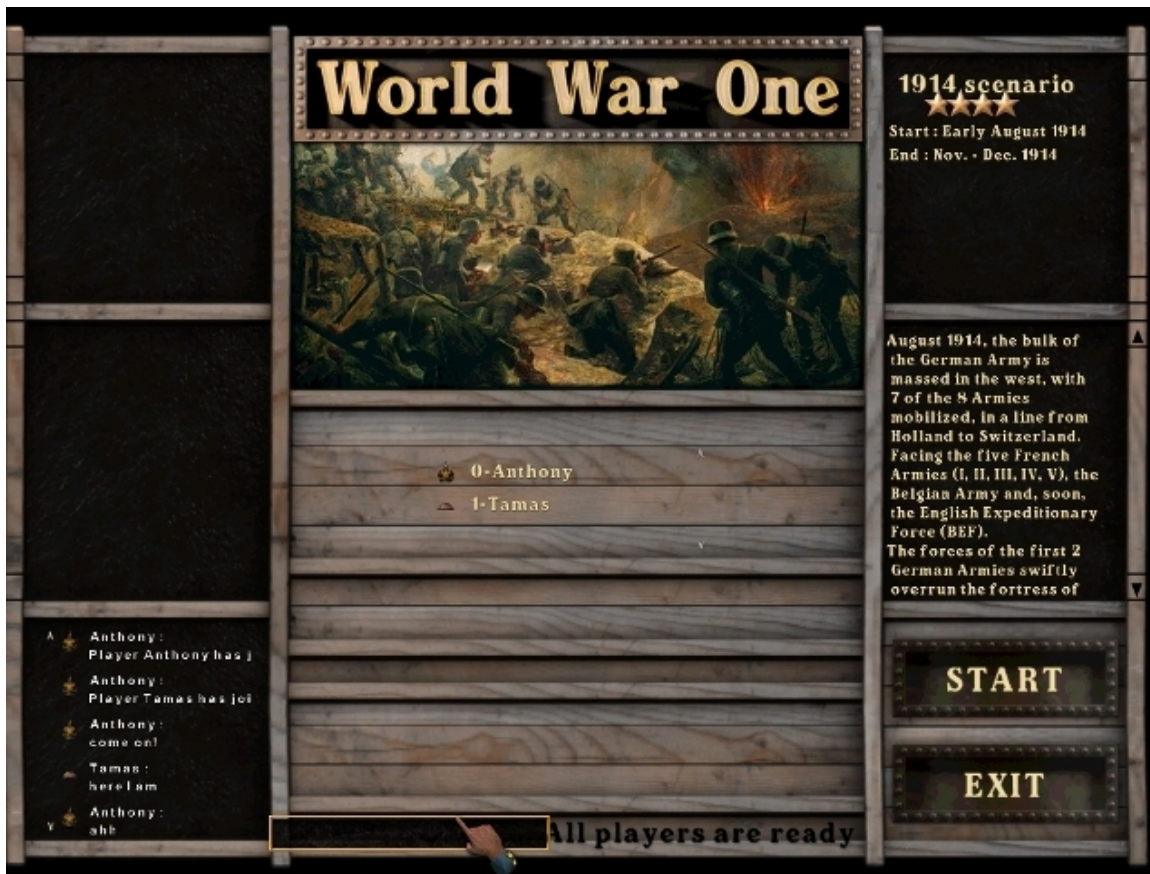 World War One
1914 scenario
Start : Early August 1914
End : Nov. - Dec. 1914
August 1914, the bulk of
the German Army is
massed in the west, with
7 of the 8 Armies
mobilized, in a line from
Holland to Switzerland.
Facing the five French
Armies (I, II, III, IV, V), the
Belgian Army and, soon,
the English Expeditionary
Force (BEF).
The forces of the first 2
German Armies swiftly
overrun the fortress of
0-Anthony
1-Tamas
Anthony :
Player Anthony has j
Anthony :
Player Tamas has joi
Anthony :
come on!
Tamas :
here I am
Anthony :
ahh
All players are ready
START
EXIT